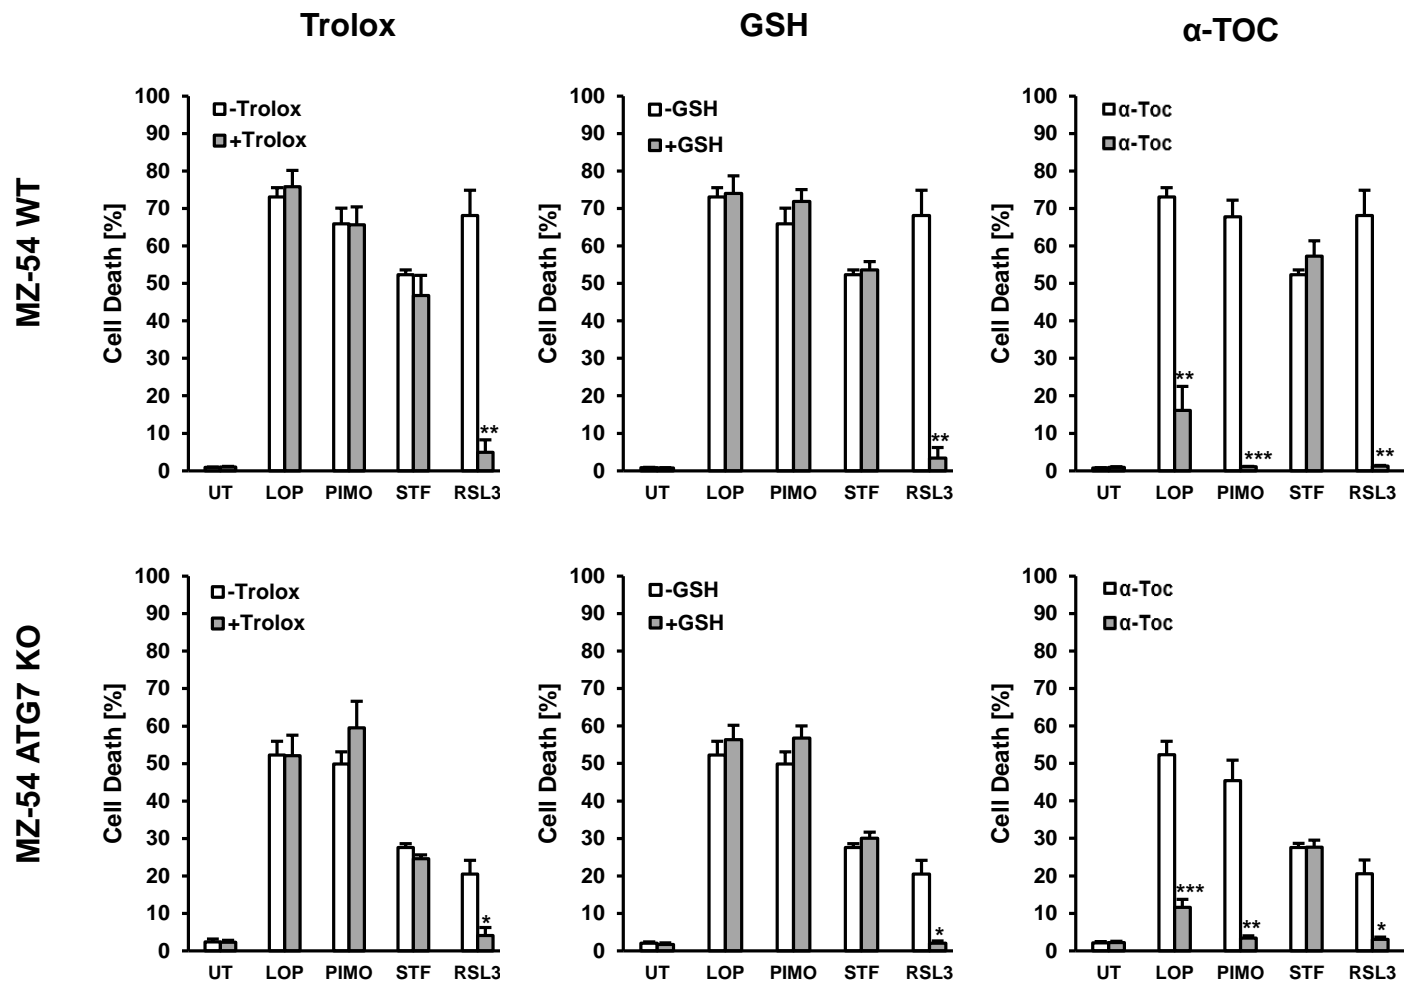 Trolox GSH α-TOC
MZ-54 WT
Cell Death [%]
100
90
80
70
60
50
40
30
20
10
0
-Trolox
+Trolox
**
UT LOP PIMO STF RSL3
Cell Death [%]
100
90
80
70
60
50
40
30
20
10
0
-GSH
+GSH
**
UT LOP PIMO STF RSL3
Cell Death [%]
100
90
80
70
60
50
40
30
20
10
0
α-Toc
α-Toc
** *** **
UT LOP PIMO STF RSL3
MZ-54 ATG7 KO
Cell Death [%]
100
90
80
70
60
50
40
30
20
10
0
-Trolox
+Trolox
*
UT LOP PIMO STF RSL3
Cell Death [%]
100
90
80
70
60
50
40
30
20
10
0
-GSH
+GSH
*
UT LOP PIMO STF RSL3
Cell Death [%]
100
90
80
70
60
50
40
30
20
10
0
α-Toc
α-Toc
*** ** *
UT LOP PIMO STF RSL3